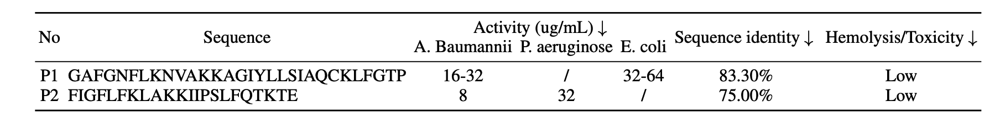 No Sequence Activity (ug/mL) ↓ Sequence identity ↓ Hemolysis/Toxicity ↓
A. Baumannii P. aeruginose E. coli
P1 GAFGNFLKNVAKKAGIYLLSIAQCKLFGTP 16-32 / 32-64 83.30% Low
P2 FIGFLFKLAKKIIPSLFQTKTE 8 32 / 75.00% Low